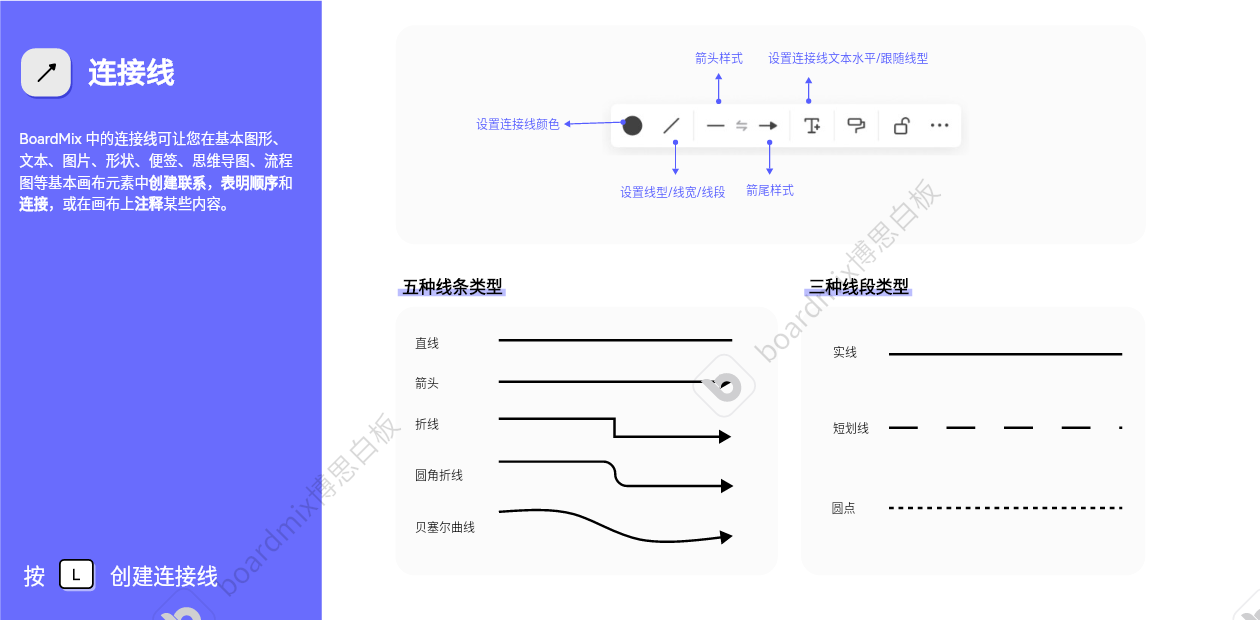 连接线
BoardMix 中的连接线可让您在基本图形、
文本、图片、形状、便签、思维导图、流程
图等基本画布元素中创建联系，表明顺序和
连接，或在画布上注释某些内容。
按 L 创建连接线
箭头样式
设置连接线文本水平/跟随线型
设置连接线颜色
设置线型/线宽/线段
箭尾样式
五种线条类型
直线
箭头
折线
圆角折线
贝塞尔曲线
三种线段类型
实线
短划线
圆点
boardmix博思白板
boardmix博思白板